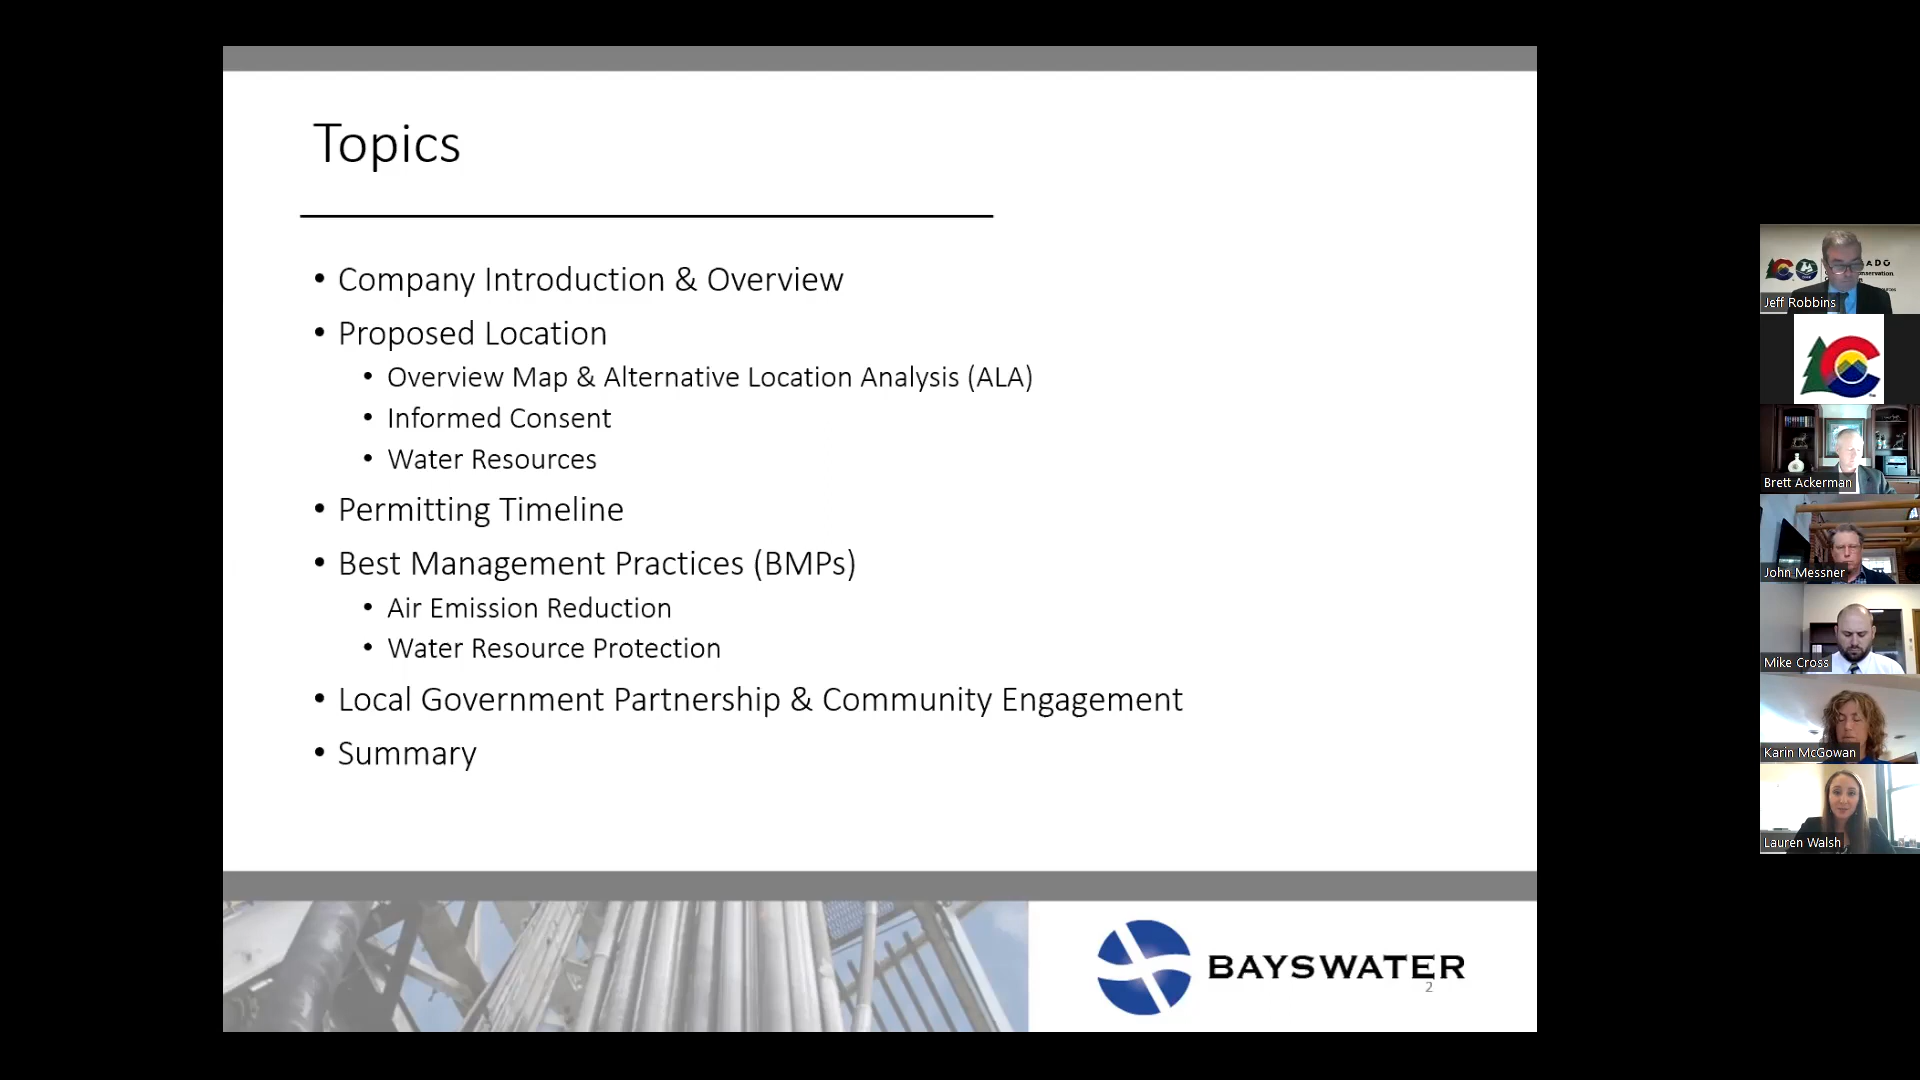 Topics
• Company Introduction & Overview
• Proposed Location
• Overview Map & Alternative Location Analysis (ALA)
• Informed Consent
• Water Resources
• Permitting Timeline
• Best Management Practices (BMPs)
• Air Emission Reduction
• Water Resource Protection
• Local Government Partnership & Community Engagement
• Summary
BAYSWATER
2
Jeff Robbins
Brett Ackerman
John Messner
Mike Cross
Karin McGowan
Lauren Walsh